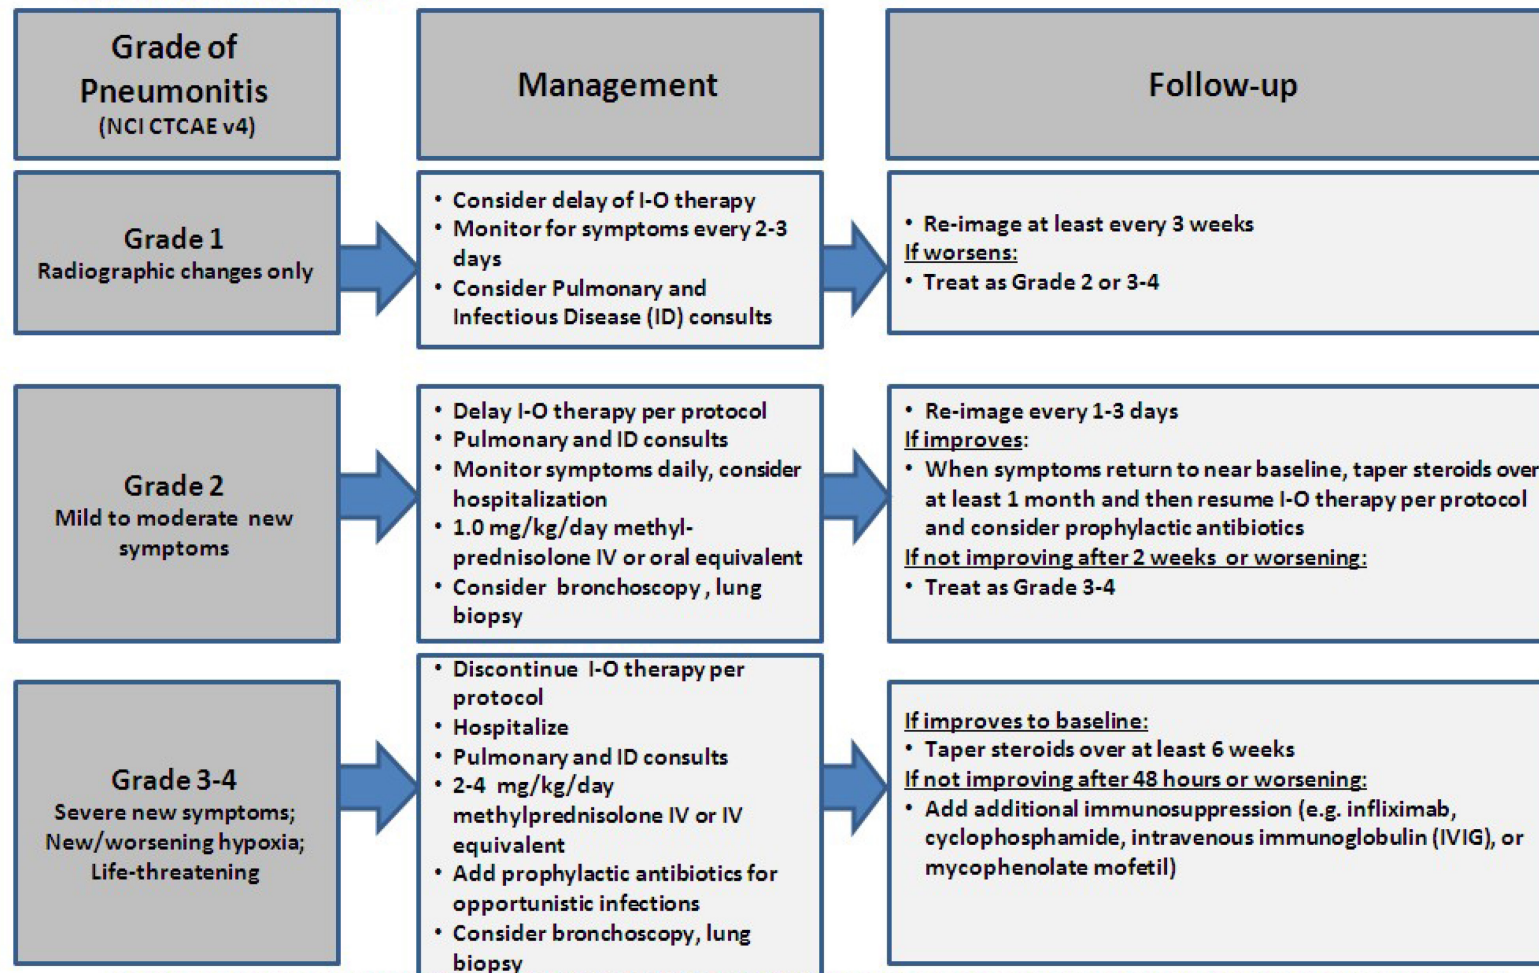 Grade of
Pneumonitis
(NCI CTCAE v4)
Management
Follow-up
Grade 1
Radiographic changes only
• Consider delay of I-O therapy
• Monitor for symptoms every 2-3
days
• Consider Pulmonary and
Infectious Disease (ID) consults
• Re-image at least every 3 weeks
If worsens:
• Treat as Grade 2 or 3-4
Grade 2
Mild to moderate new
symptoms
• Delay I-O therapy per protocol
• Pulmonary and ID consults
• Monitor symptoms daily, consider
hospitalization
• 1.0 mg/kg/day methyl-
prednisolone IV or oral equivalent
• Consider bronchoscopy, lung
biopsy
• Re-image every 1-3 days
If improves:
• When symptoms return to near baseline, taper steroids over
at least 1 month and then resume I-O therapy per protocol
and consider prophylactic antibiotics
If not improving after 2 weeks or worsening:
• Treat as Grade 3-4
Grade 3-4
Severe new symptoms;
New/worsening hypoxia;
Life-threatening
• Discontinue I-O therapy per
protocol
• Hospitalize
• Pulmonary and ID consults
• 2-4 mg/kg/day
methylprednisolone IV or IV
equivalent
• Add prophylactic antibiotics for
opportunistic infections
• Consider bronchoscopy, lung
biopsy
If improves to baseline:
• Taper steroids over at least 6 weeks
If not improving after 48 hours or worsening:
• Add additional immunosuppression (e.g. infliximab,
cyclophosphamide, intravenous immunoglobulin (IVIG), or
mycophenolate mofetil)